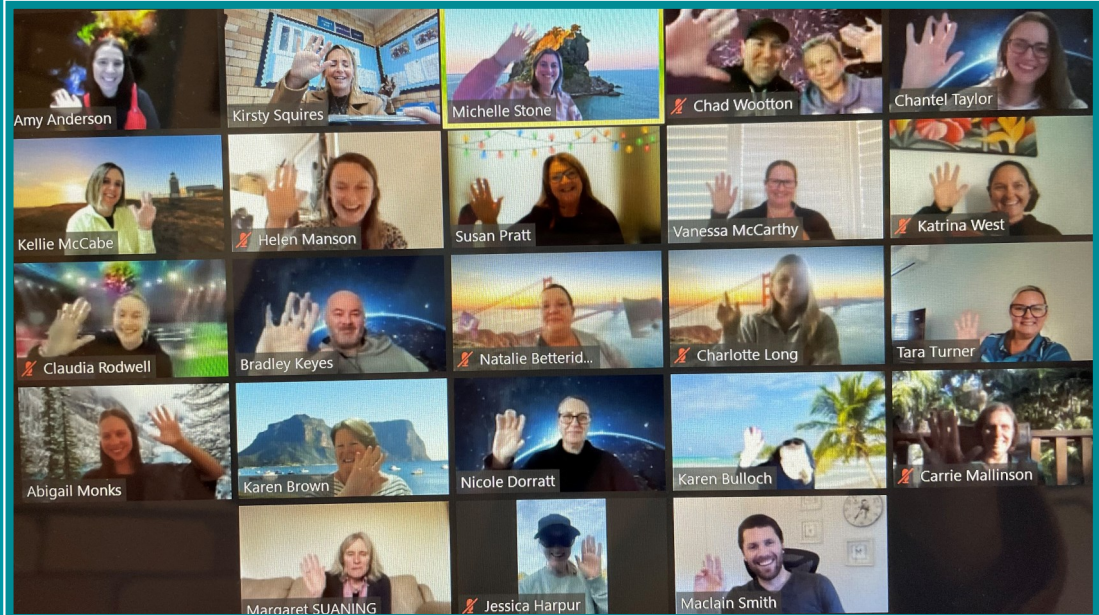 Amy Anderson
Kirsty Squires
Michelle Stone
Chad Wootton
Chantel Taylor
Kellie McCabe
Helen Manson
Susan Pratt
Vanessa McCarthy
Katrina West
Claudia Rodwell
Bradley Keyes
Natalie Betterid...
Charlotte Long
Tara Turner
Abigail Monks
Karen Brown
Nicole Dorratt
Karen Bulloch
Carrie Mallinson
Margaret SUANING
Jessica Harpur
Maclain Smith